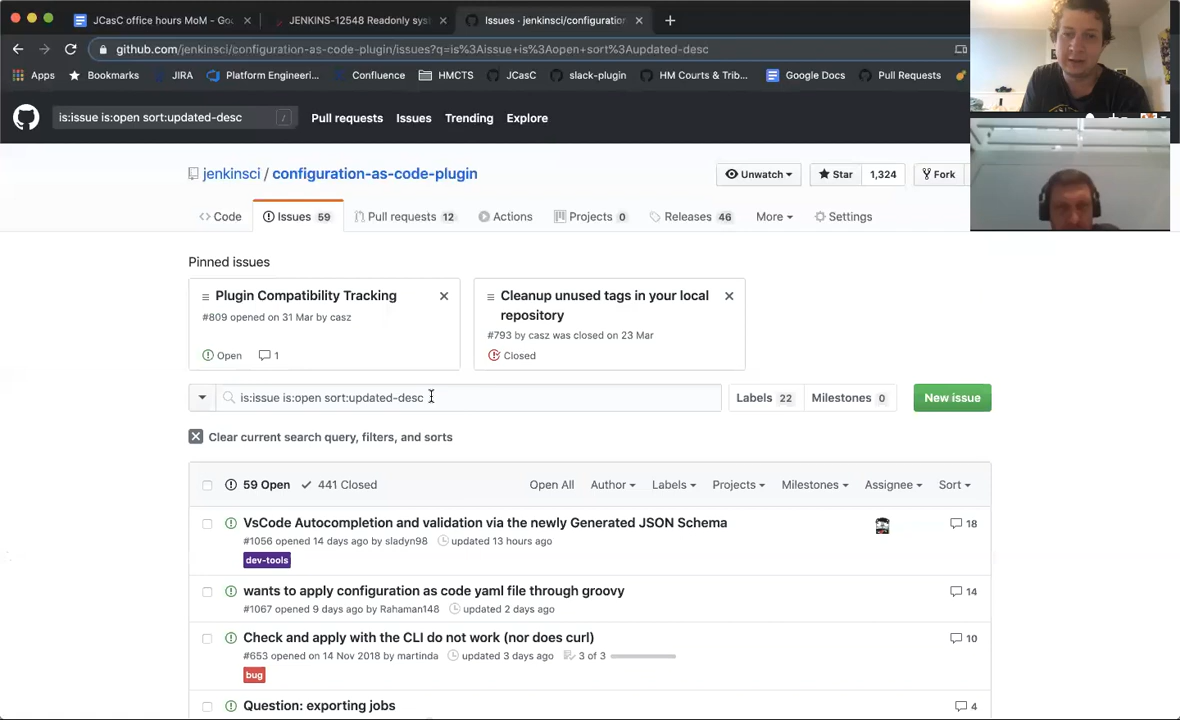 JCasC office hours MoM - Goo
JENKINS-12548 Readonly sys
Issues · jenkinsci/configuration
github.com/jenkinsci/configuration-as-code-plugin/issues?q=is%3Aissue+is%3Aopen+sort%3Aupdated-desc
Apps Bookmarks JIRA Platform Engineeri... Confluence HMCTS JCasC slack-plugin HM Courts & Trib... Google Docs Pull Requests
is:issue is:open sort:updated-desc / Pull requests Issues Trending Explore
jenkinsci / configuration-as-code-plugin Unwatch Star 1,324 Fork
Code Issues 59 Pull requests 12 Actions Projects 0 Releases 46 More Settings
Pinned issues
Plugin Compatibility Tracking
#809 opened on 31 Mar by casz
Open 1
Cleanup unused tags in your local
repository
#793 by casz was closed on 23 Mar
Closed
is:issue is:open sort:updated-desc Labels 22 Milestones 0 New issue
Clear current search query, filters, and sorts
59 Open 441 Closed Open All Author Labels Projects Milestones Assignee Sort
VsCode Autocompletion and validation via the newly Generated JSON Schema 18
#1056 opened 14 days ago by sladyn98 updated 13 hours ago
dev-tools
wants to apply configuration as code yaml file through groovy 14
#1067 opened 9 days ago by Rahaman148 updated 2 days ago
Check and apply with the CLI do not work (nor does curl) 10
#653 opened on 14 Nov 2018 by martinda updated 3 days ago 3 of 3
bug
Question: exporting jobs 4